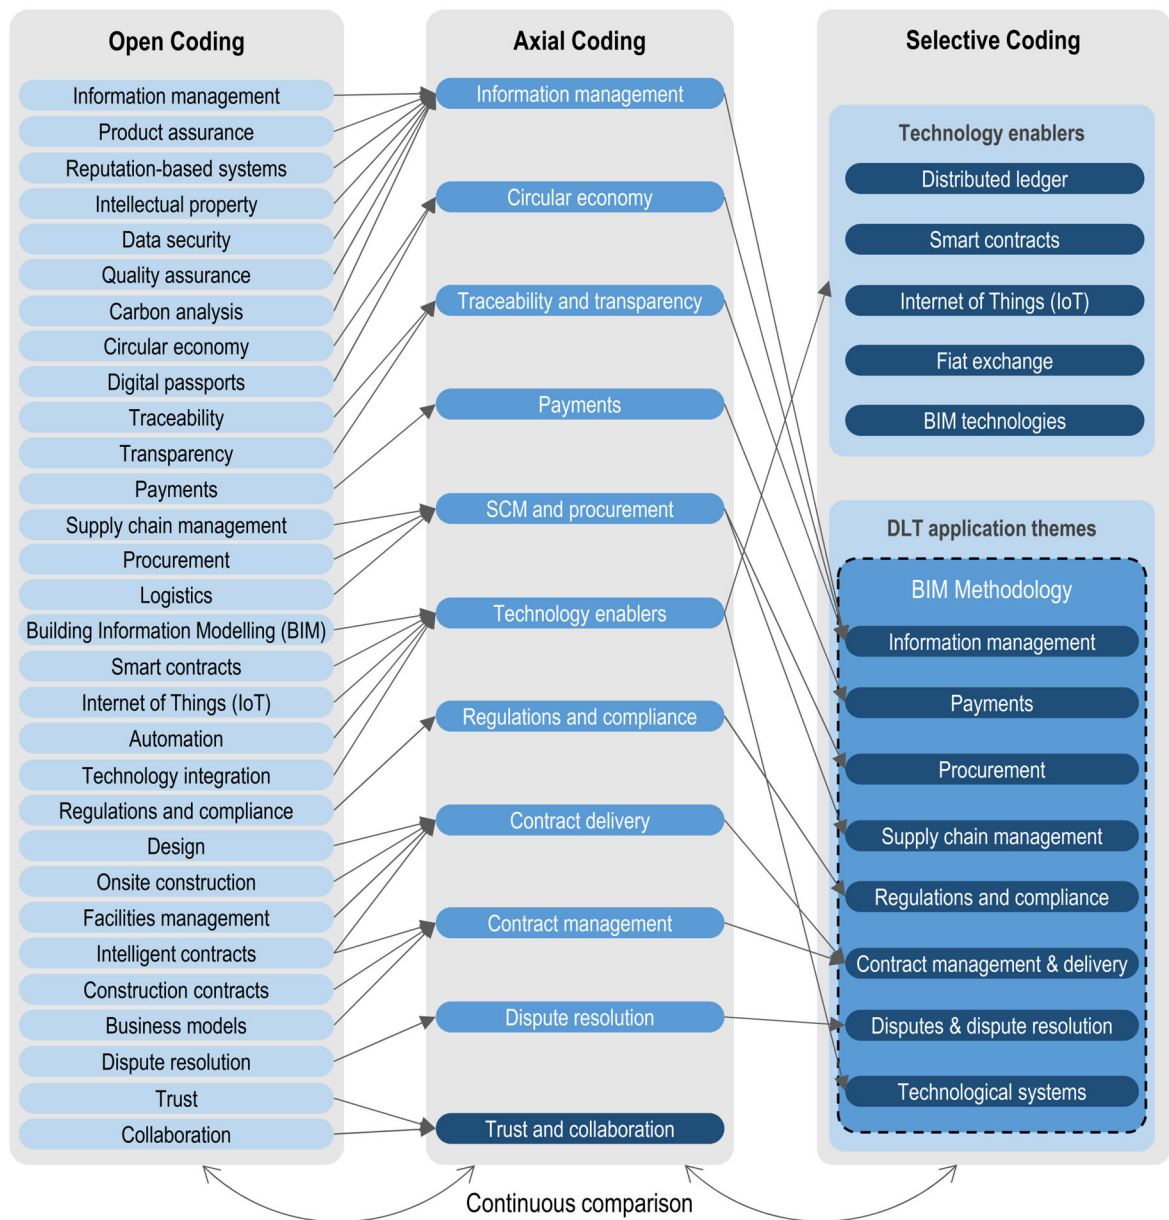 Open Coding
Information management
Product assurance
Reputation-based systems
Intellectual property
Data security
Quality assurance
Carbon analysis
Circular economy
Digital passports
Traceability
Transparency
Payments
Supply chain management
Procurement
Logistics
Building Information Modelling (BIM)
Smart contracts
Internet of Things (IoT)
Automation
Technology integration
Regulations and compliance
Design
Onsite construction
Facilities management
Intelligent contracts
Construction contracts
Business models
Dispute resolution
Trust
Collaboration
Axial Coding
Information management
Circular economy
Traceability and transparency
Payments
SCM and procurement
Technology enablers
Regulations and compliance
Contract delivery
Contract management
Dispute resolution
Trust and collaboration
Selective Coding
Technology enablers
Distributed ledger
Smart contracts
Internet of Things (IoT)
Fiat exchange
BIM technologies
DLT application themes
BIM Methodology
Information management
Payments
Procurement
Supply chain management
Regulations and compliance
Contract management & delivery
Disputes & dispute resolution
Technological systems
Continuous comparison